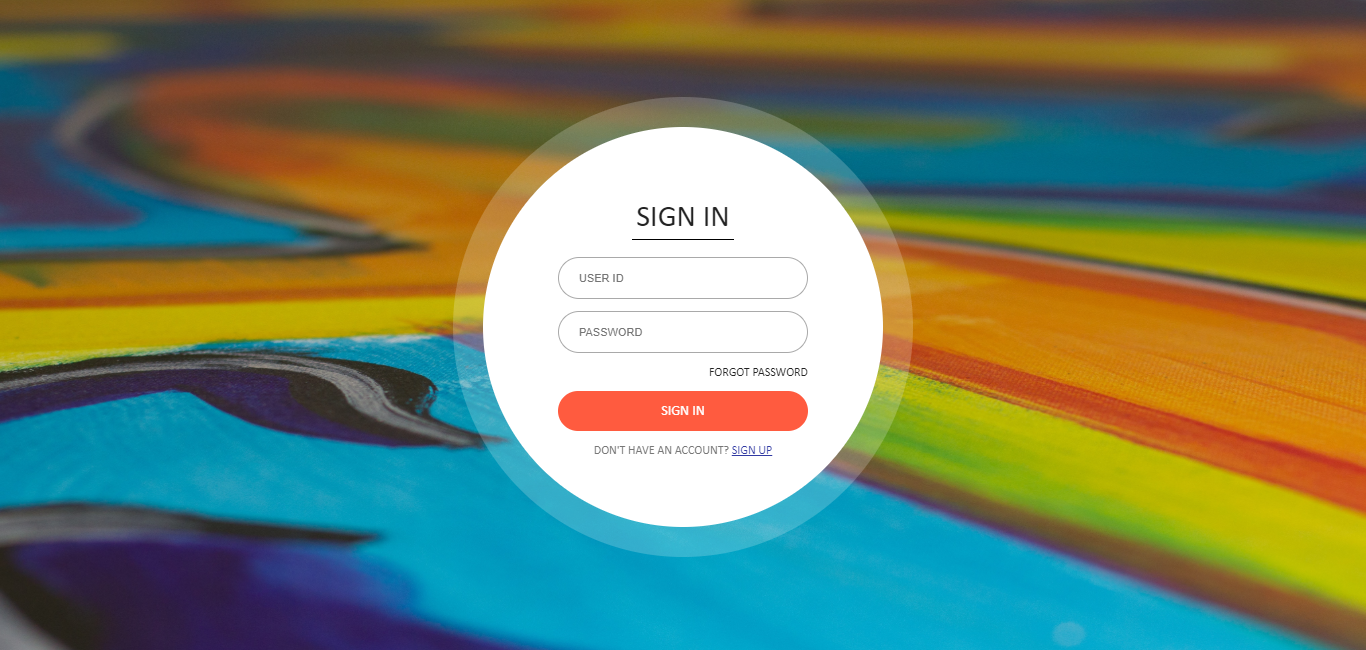 SIGN IN
USER ID
PASSWORD
FORGOT PASSWORD
SIGN IN
DON'T HAVE AN ACCOUNT? SIGN UP